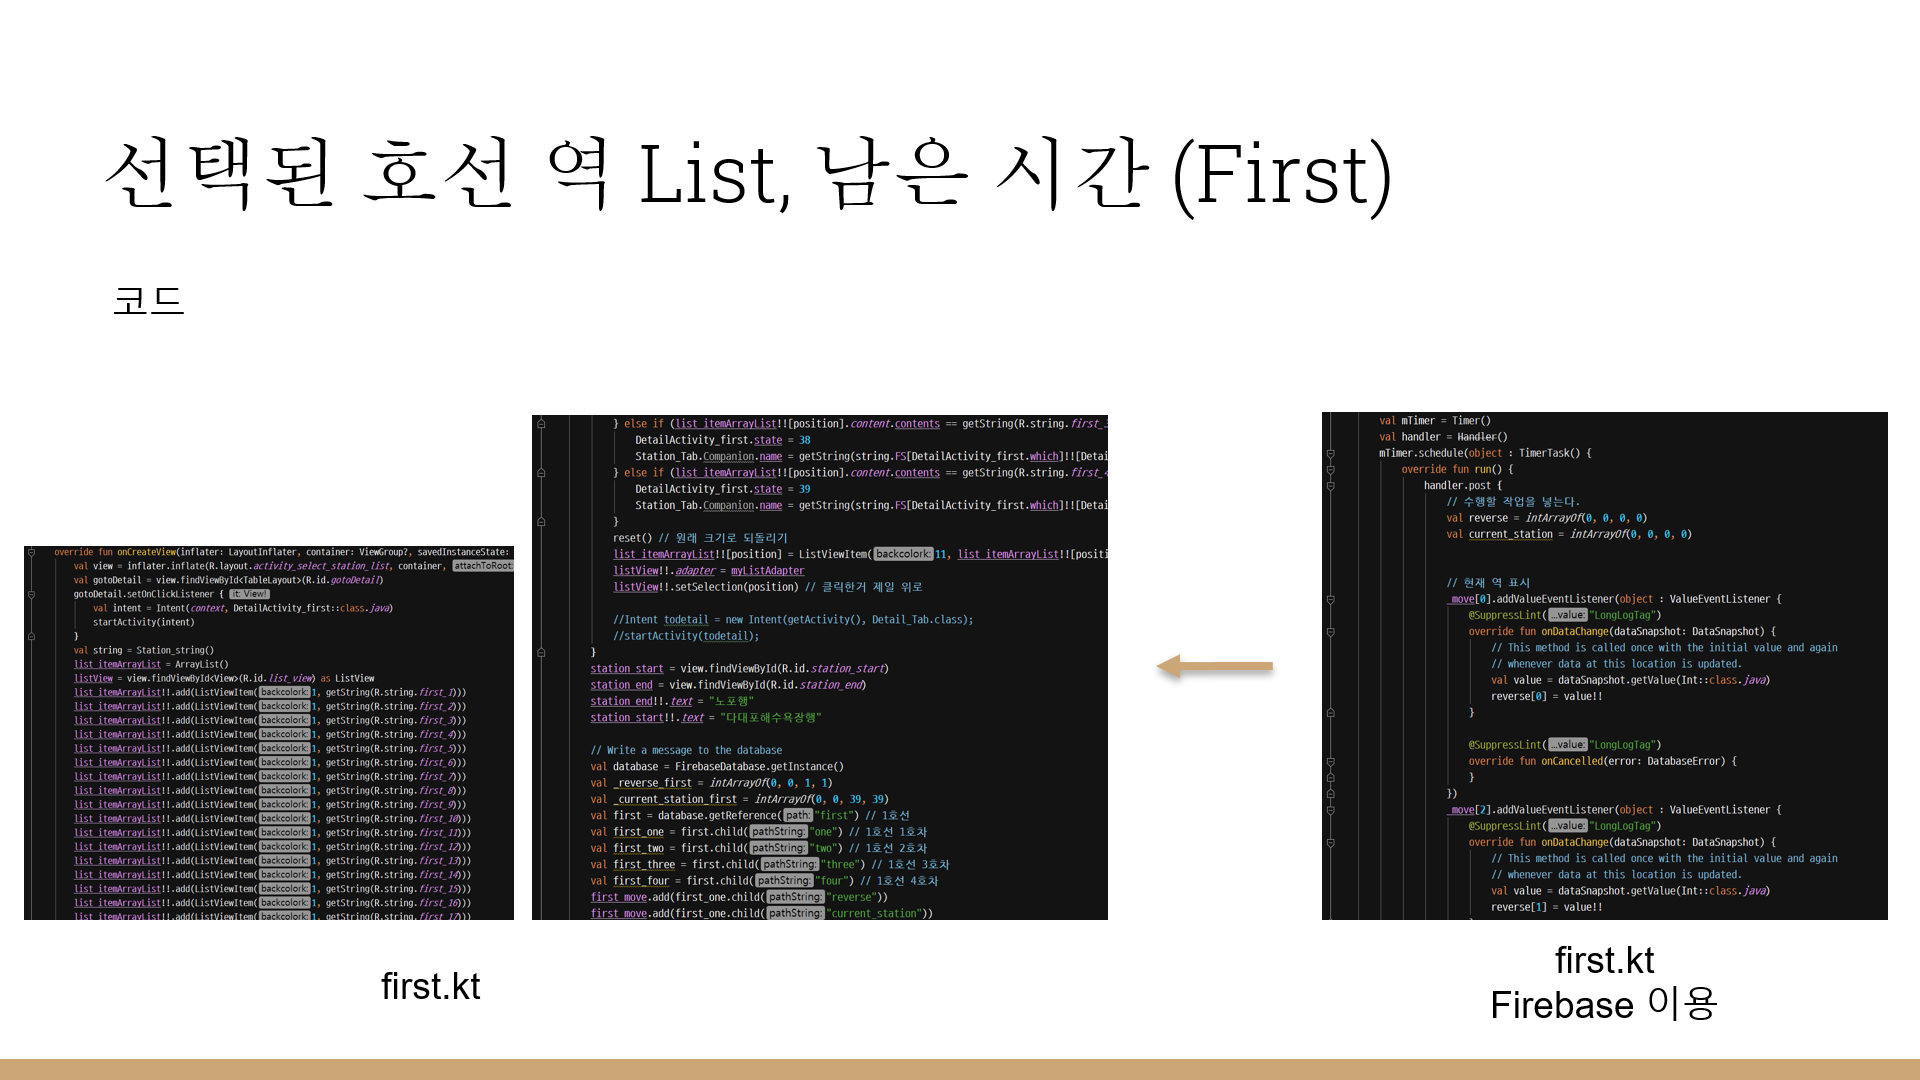 선택된 호선 역 List, 남은 시간 (First)
코드
override fun onCreateView(inflater: LayoutInflater, container: ViewGroup?, savedInstanceState:
val view = inflater.inflate(R.layout.activity_select_station_list, container, attachToRoot:
val gotoDetail = view.findViewById<TableLayout>(R.id.gotoDetail)
gotoDetail.setOnClickListener { it: View!
val intent = Intent(context, DetailActivity_first::class.java)
startActivity(intent)
}
val string = Station_string()
list_itemArrayList = ArrayList()
listView = view.findViewById<View>(R.id.list_view) as ListView
list_itemArrayList!!.add(ListViewItem( backcolork: 1, getString(R.string.first_1)))
list_itemArrayList!!.add(ListViewItem( backcolork: 1, getString(R.string.first_2)))
list_itemArrayList!!.add(ListViewItem( backcolork: 1, getString(R.string.first_3)))
list_itemArrayList!!.add(ListViewItem( backcolork: 1, getString(R.string.first_4)))
list_itemArrayList!!.add(ListViewItem( backcolork: 1, getString(R.string.first_5)))
list_itemArrayList!!.add(ListViewItem( backcolork: 1, getString(R.string.first_6)))
list_itemArrayList!!.add(ListViewItem( backcolork: 1, getString(R.string.first_7)))
list_itemArrayList!!.add(ListViewItem( backcolork: 1, getString(R.string.first_8)))
list_itemArrayList!!.add(ListViewItem( backcolork: 1, getString(R.string.first_9)))
list_itemArrayList!!.add(ListViewItem( backcolork: 1, getString(R.string.first_10)))
list_itemArrayList!!.add(ListViewItem( backcolork: 1, getString(R.string.first_11)))
list_itemArrayList!!.add(ListViewItem( backcolork: 1, getString(R.string.first_12)))
list_itemArrayList!!.add(ListViewItem( backcolork: 1, getString(R.string.first_13)))
list_itemArrayList!!.add(ListViewItem( backcolork: 1, getString(R.string.first_14)))
list_itemArrayList!!.add(ListViewItem( backcolork: 1, getString(R.string.first_15)))
list_itemArrayList!!.add(ListViewItem( backcolork: 1, getString(R.string.first_16)))
list_itemArrayList!!.add(ListViewItem( backcolork: 1, getString(R.string.first_17)))
} else if (list_itemArrayList!![position].content.contents == getString(R.string.first_3
DetailActivity_first.state = 38
Station_Tab.Companion.name = getString(string.FS[DetailActivity_first.which]!![Detai
} else if (list_itemArrayList!![position].content.contents == getString(R.string.first_4
DetailActivity_first.state = 39
Station_Tab.Companion.name = getString(string.FS[DetailActivity_first.which]!![Detai
}
reset() // 원래 크기로 되돌리기
list_itemArrayList!![position] = ListViewItem( backcolork: 11, list_itemArrayList!![positi
listView!!.adapter = myListAdapter
listView!!.setSelection(position) // 클릭한거 제일 위로
//Intent todetail = new Intent(getActivity(), Detail_Tab.class);
//startActivity(todetail);
}
station_start = view.findViewById(R.id.station_start)
station_end = view.findViewById(R.id.station_end)
station_end!!.text = "노포행"
station_start!!.text = "다대포해수욕장행"
// Write a message to the database
val database = FirebaseDatabase.getInstance()
val _reverse_first = intArrayOf(0, 0, 1, 1)
val _current_station_first = intArrayOf(0, 0, 39, 39)
val first = database.getReference( path: "first") // 1호선
val first_one = first.child( pathString: "one") // 1호선 1호차
val first_two = first.child( pathString: "two") // 1호선 2호차
val first_three = first.child( pathString: "three") // 1호선 3호차
val first_four = first.child( pathString: "four") // 1호선 4호차
first_move.add(first_one.child( pathString: "reverse"))
first_move.add(first_one.child( pathString: "current_station"))
val mTimer = Timer()
val handler = Handler()
mTimer.schedule(object : TimerTask() {
override fun run() {
handler.post {
// 수행할 작업을 넣는다.
val reverse = intArrayOf(0, 0, 0, 0)
val current_station = intArrayOf(0, 0, 0, 0)
// 현재 역 표시
_move[0].addValueEventListener(object : ValueEventListener {
@SuppressLint( ...value: "LongLogTag")
override fun onDataChange(dataSnapshot: DataSnapshot) {
// This method is called once with the initial value and again
// whenever data at this location is updated.
val value = dataSnapshot.getValue(Int::class.java)
reverse[0] = value!!
}
@SuppressLint( ...value: "LongLogTag")
override fun onCancelled(error: DatabaseError) {
}
})
_move[2].addValueEventListener(object : ValueEventListener {
@SuppressLint( ...value: "LongLogTag")
override fun onDataChange(dataSnapshot: DataSnapshot) {
// This method is called once with the initial value and again
// whenever data at this location is updated.
val value = dataSnapshot.getValue(Int::class.java)
reverse[1] = value!!
first.kt
first.kt
Firebase 이용